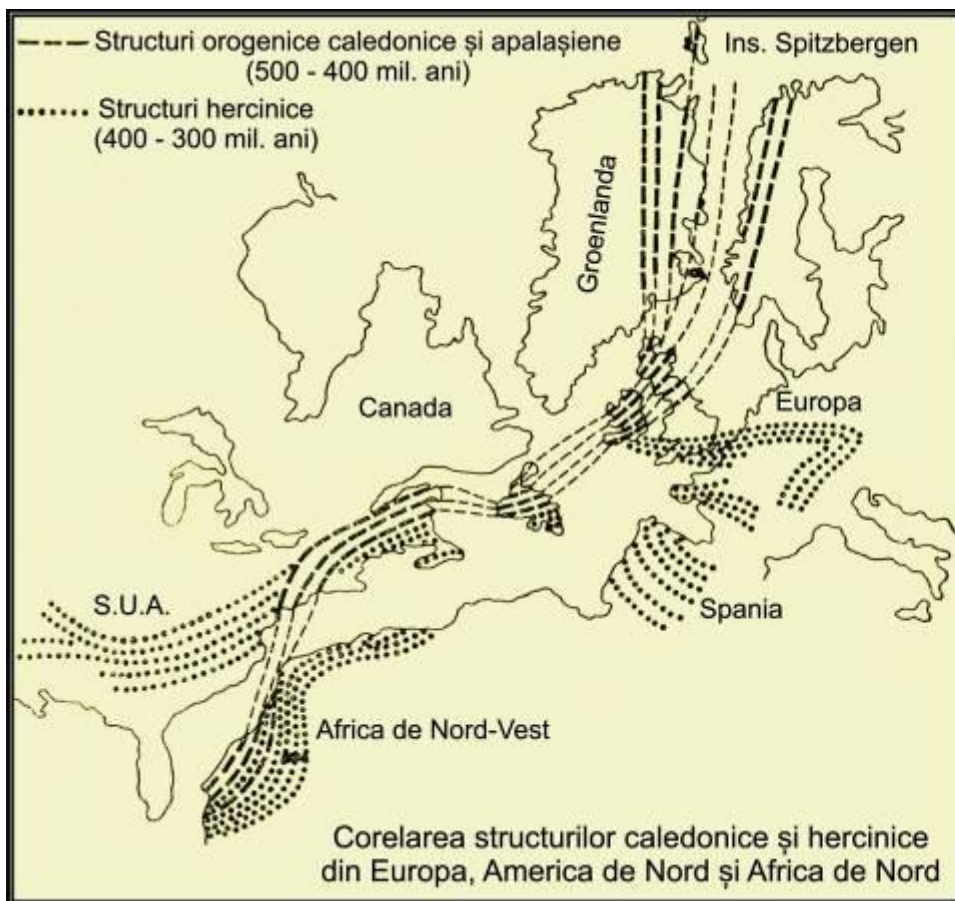 Structuri orogenice caledonice și apalașiene
(500 - 400 mil. ani)
Ins. Spitzbergen
Structuri hercinice
(400 - 300 mil. ani)
Groenlanda
Canada
Europa
S.U.A.
Spania
Africa de Nord-Vest
Corelarea structurilor caledonice și hercinice
din Europa, America de Nord și Africa de Nord